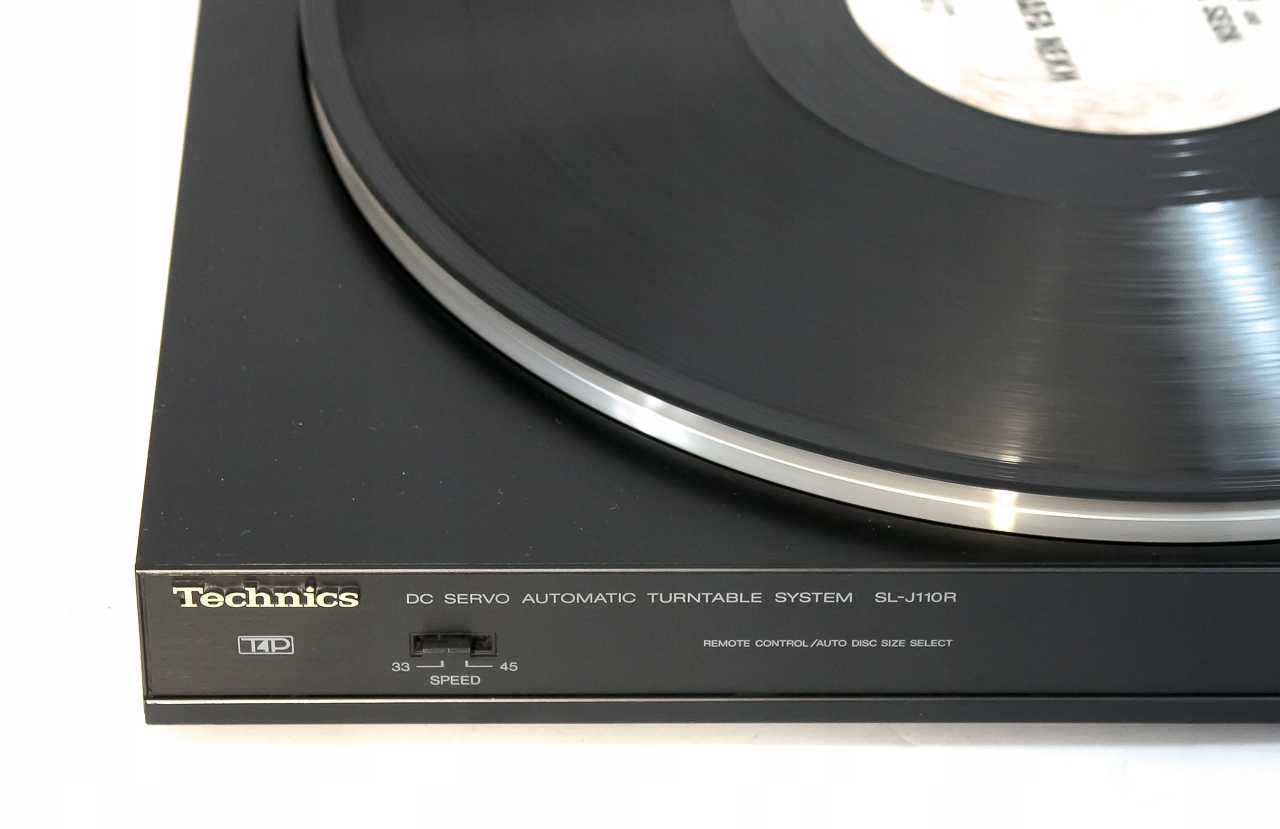 Technics
DC SERVO AUTOMATIC TURNTABLE SYSTEM SL-J110R
T4P
REMOTE CONTROL/AUTO DISC SIZE SELECT
33 45
SPEED